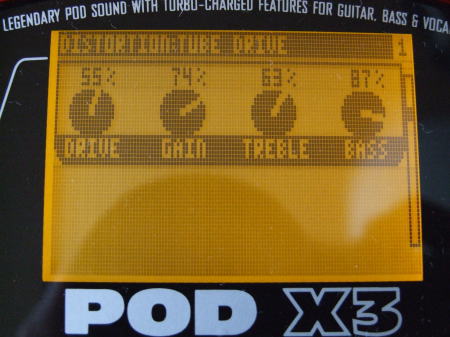 LEGENDARY POD SOUND WITH TURBO-CHARGED FEATURES FOR GUITAR, BASS & VOCA
DISTORTION:TUBE DRIVE 1
55% 74% 63% 87%
DRIVE GAIN TREBLE BASS
POD X3